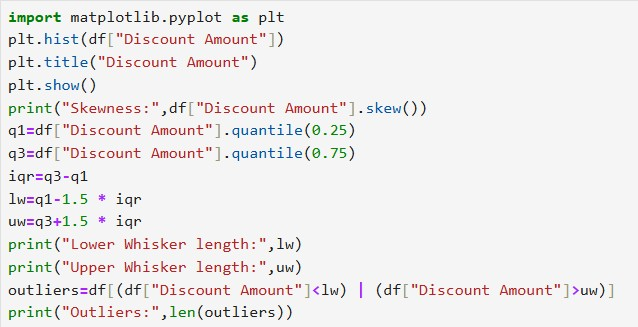 import matplotlib.pyplot as plt
plt.hist(df["Discount Amount"])
plt.title("Discount Amount")
plt.show()
print("Skewness:",df["Discount Amount"].skew())
q1=df["Discount Amount"].quantile(0.25)
q3=df["Discount Amount"].quantile(0.75)
iqr=q3-q1
lw=q1-1.5 * iqr
uw=q3+1.5 * iqr
print("Lower Whisker length:",lw)
print("Upper Whisker length:",uw)
outliers=df[(df["Discount Amount"]<lw) | (df["Discount Amount"]>uw)]
print("Outliers:",len(outliers))